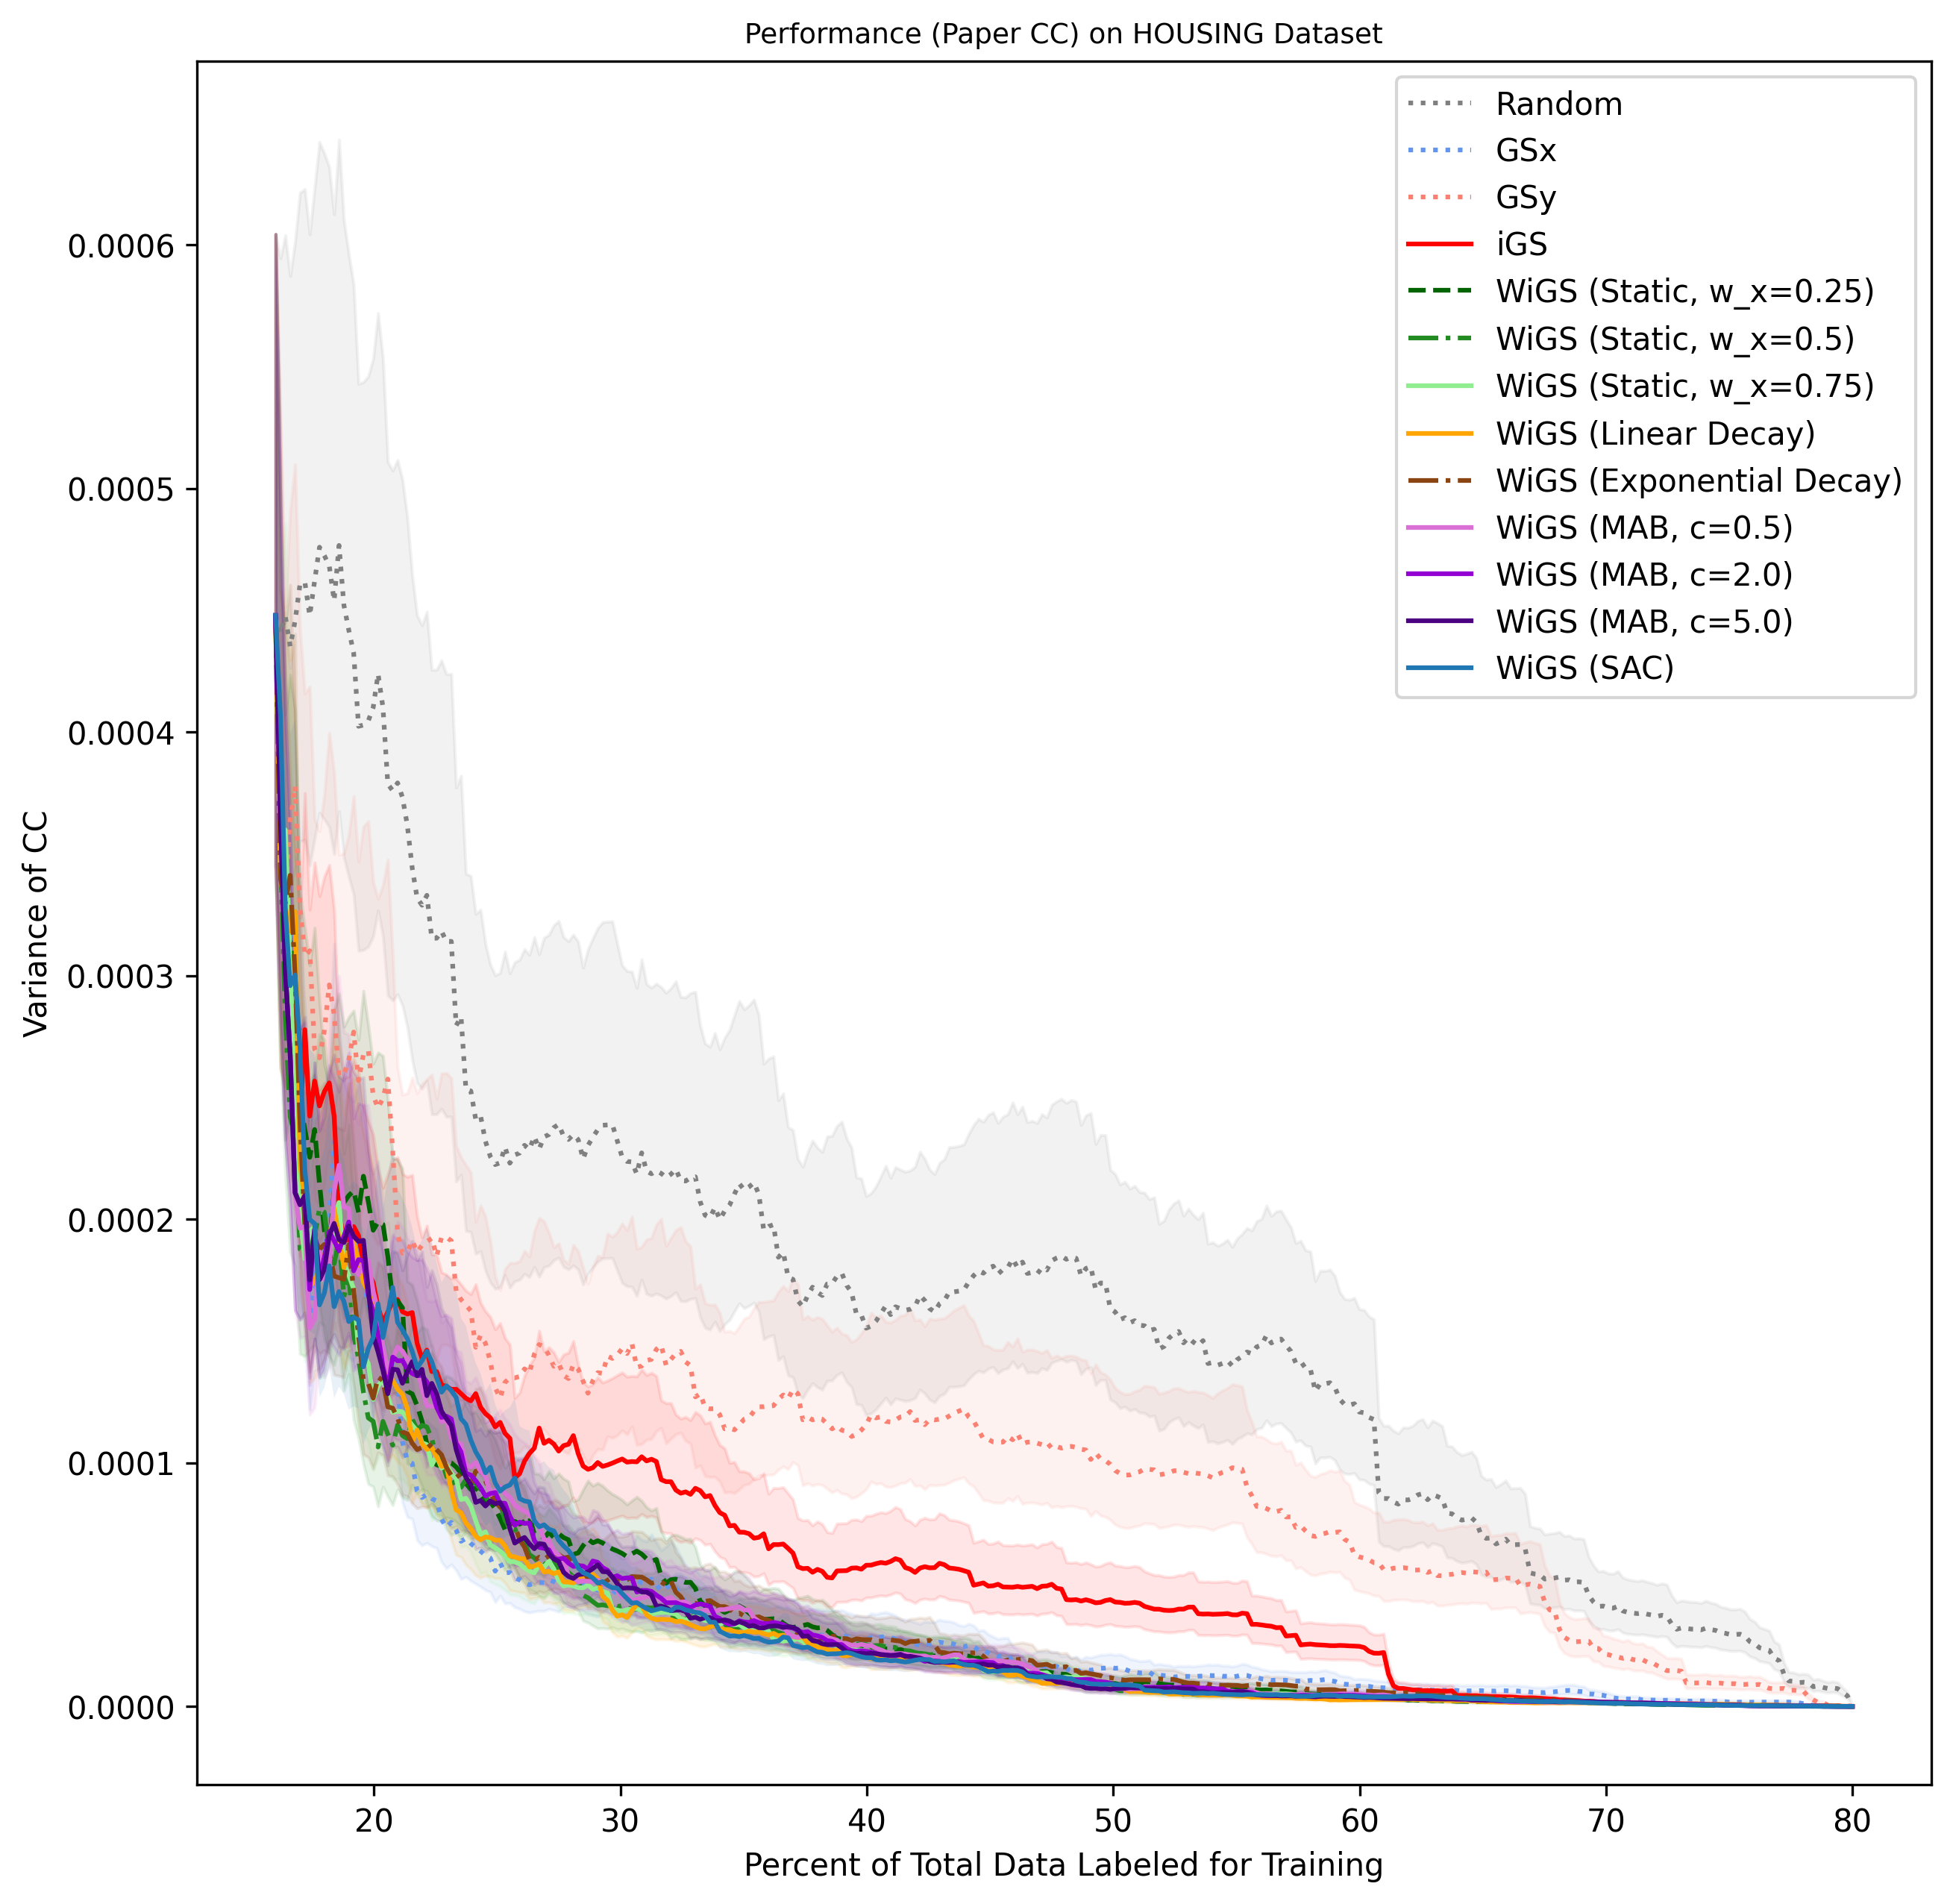 Performance (Paper CC) on HOUSING Dataset
Variance of CC
0.0006
0.0005
0.0004
0.0003
0.0002
0.0001
0.0000
Random
GSx
GSy
iGS
WiGS (Static, w_x=0.25)
WiGS (Static, w_x=0.5)
WiGS (Static, w_x=0.75)
WiGS (Linear Decay)
WiGS (Exponential Decay)
WiGS (MAB, c=0.5)
WiGS (MAB, c=2.0)
WiGS (MAB, c=5.0)
WiGS (SAC)
20 30 40 50 60 70 80
Percent of Total Data Labeled for Training